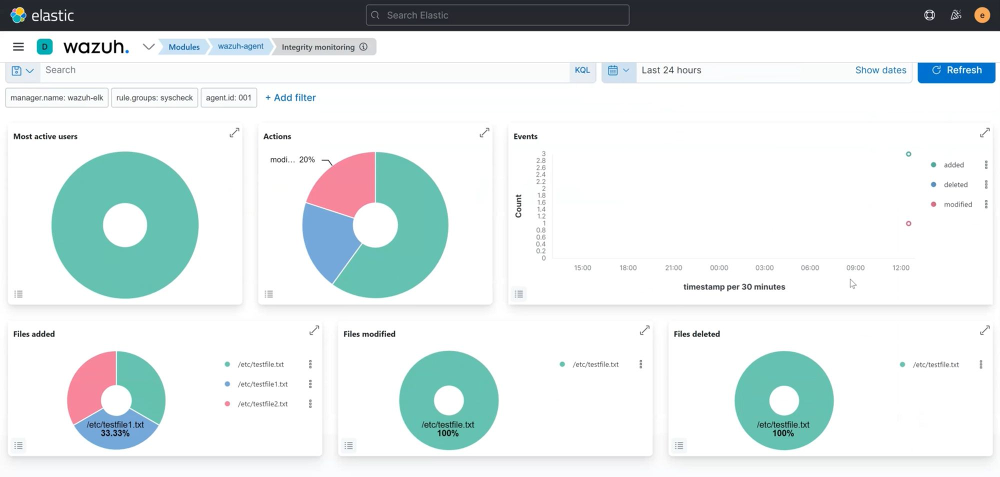 elastic
Search Elastic
e
D
wazuh.
Modules
wazuh-agent
Integrity monitoring
Search
KQL
Last 24 hours
Show dates
Refresh
manager.name: wazuh-elk
rule.groups: syscheck
agent.id: 001
+ Add filter
Most active users
Actions
modi... 20%
Events
Count
3
2.8
2.6
2.4
2.2
2
1.8
1.6
1.4
1.2
1
0.8
0.6
0.4
0.2
0
15:00
18:00
21:00
00:00
03:00
06:00
09:00
12:00
timestamp per 30 minutes
added
deleted
modified
Files added
/etc/testfile1.txt
33.33%
/etc/testfile.txt
/etc/testfile1.txt
/etc/testfile2.txt
Files modified
/etc/testfile.txt
100%
/etc/testfile.txt
Files deleted
/etc/testfile.txt
100%
/etc/testfile.txt